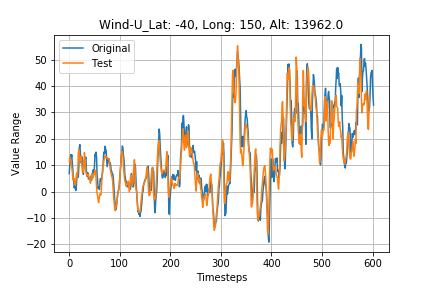 Wind-U_Lat: -40, Long: 150, Alt: 13962.0
Original
Test
Value Range
50
40
30
20
10
0
−10
−20
0 100 200 300 400 500 600
Timesteps